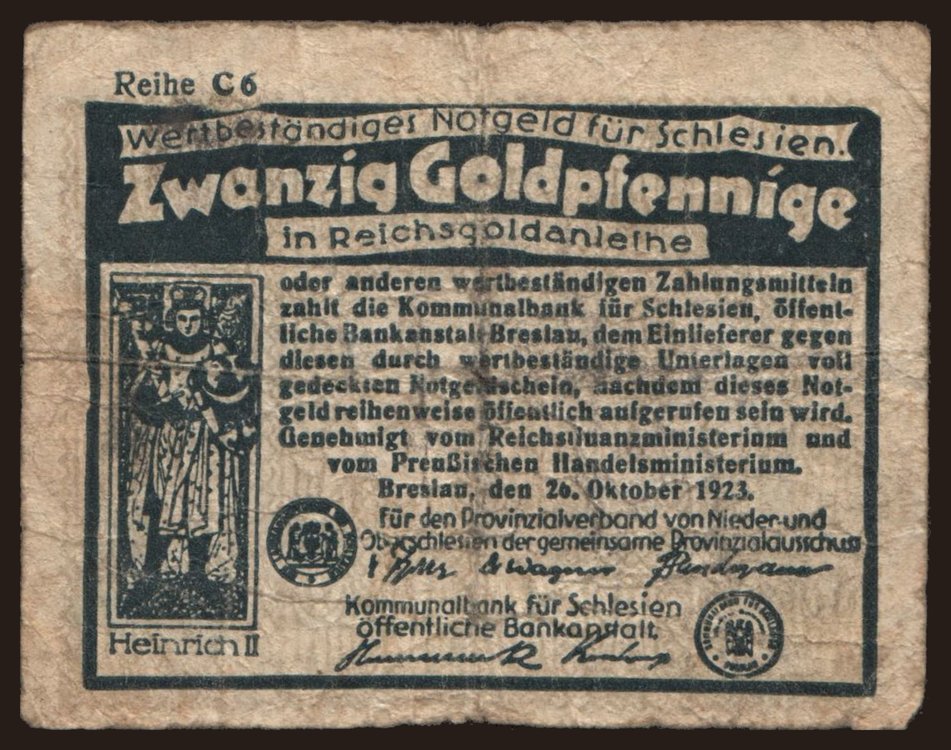 Reihe C6
Wertbeständiges Notgeld für Schlesien.
Zwanzig Goldpfennige
in Reichsgoldanleihe
oder anderen wertbeständigen Zahlungsmitteln
zahlt die Kommunalbank für Schlesien, öffent-
liche Bankanstalt Breslau, dem Einlieferer gegen
diesen durch wertbeständige Unterlagen voll
gedeckten Notgeldschein, nachdem dieses Not-
geld reihenweise öffentlich aufgerufen sein wird.
Genehmigt vom Reichsfinanzministerium und
vom Preußischen Handelsministerium.
Breslau, den 26. Oktober 1923.
Für den Provinzialverband von Nieder- und
Oberschlesien der gemeinsame Provinzialausschuss
Kommunalbank für Schlesien
öffentliche Bankanstalt.
Heinrich II